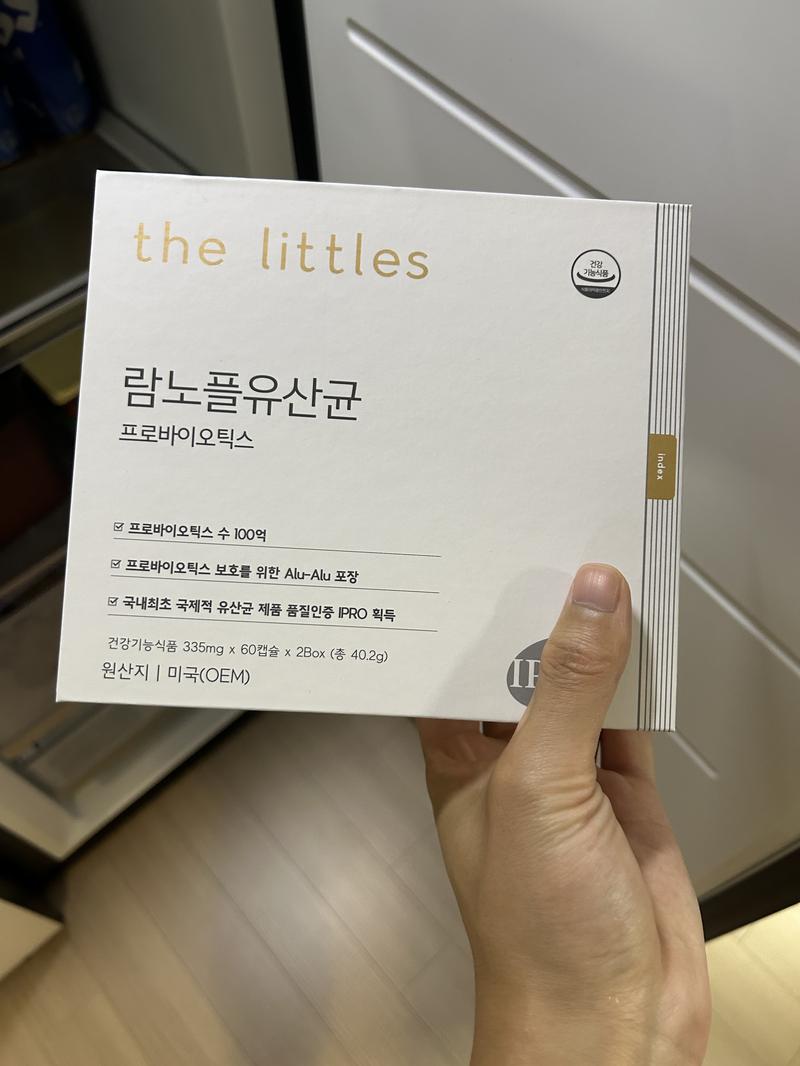 the littles
건강
기능식품
람노플유산균
프로바이오틱스
index
프로바이오틱스 수 100억
프로바이오틱스 보호를 위한 Alu-Alu 포장
국내최초 국제적 유산균 제품 품질인증 IPRO 획득
건강기능식품 335mg x 60캡슐 x 2Box (총 40.2g)
원산지 | 미국(OEM)